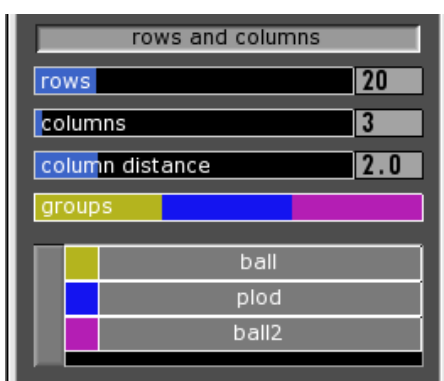 rows and columns
rows 20
columns 3
column distance 2.0
groups
ball
plod
ball2